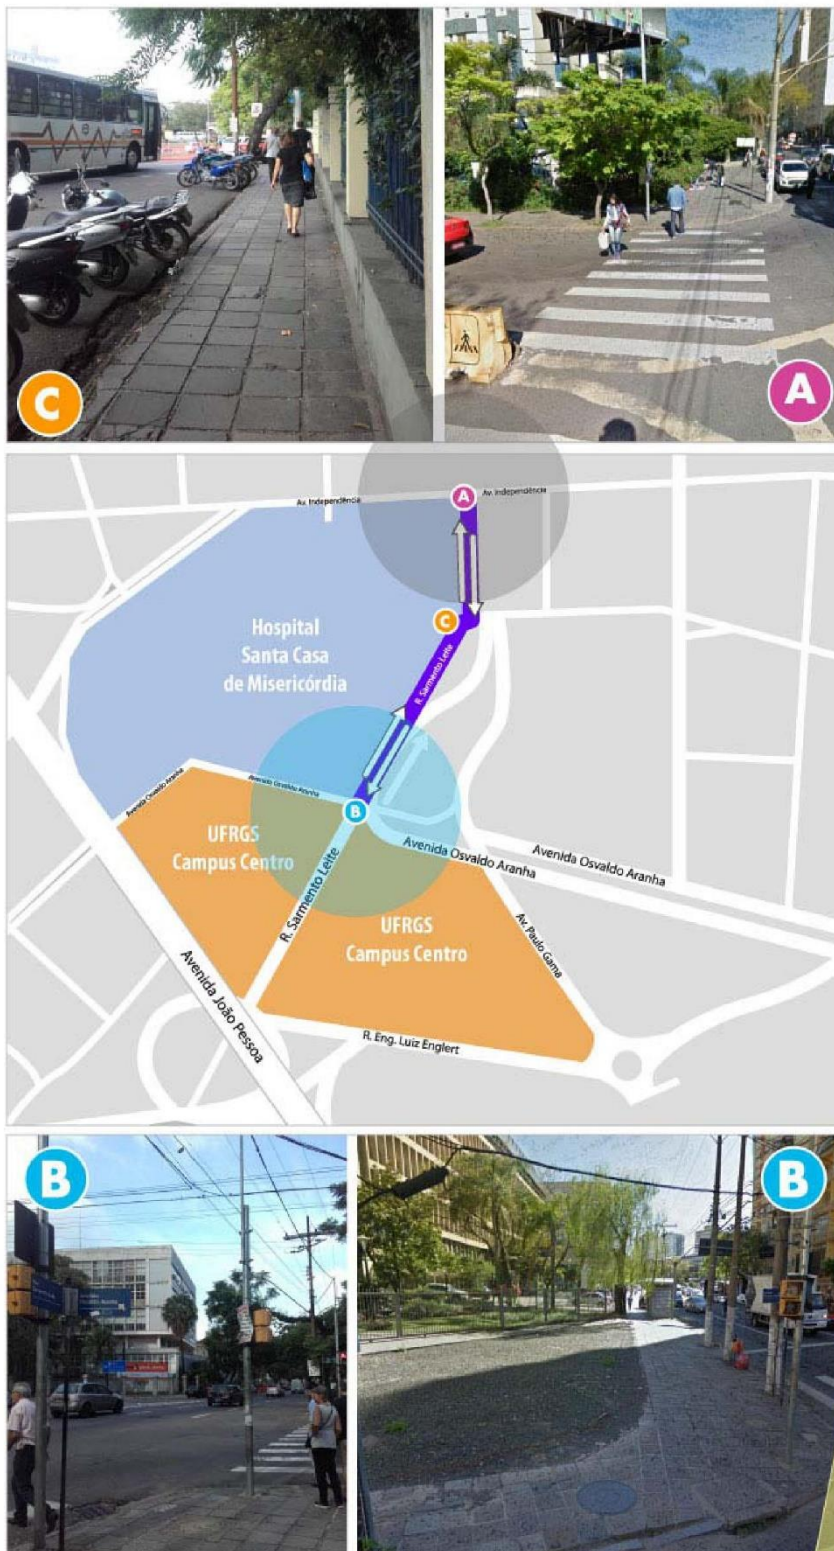 C
A
Av. Independência
A
Av. Independência
C
Hospital
Santa Casa
de Misericórdia
R. Sarmento Leite
Avenida Osvaldo Aranha
Avenida Osvaldo Aranha
B
UFRGS
Campus Centro
R. Sarmento Leite
Avenida Osvaldo Aranha
Avenida Osvaldo Aranha
UFRGS
Campus Centro
Av. Paulo Gama
Avenida João Pessoa
R. Eng. Luiz Englert
B
B